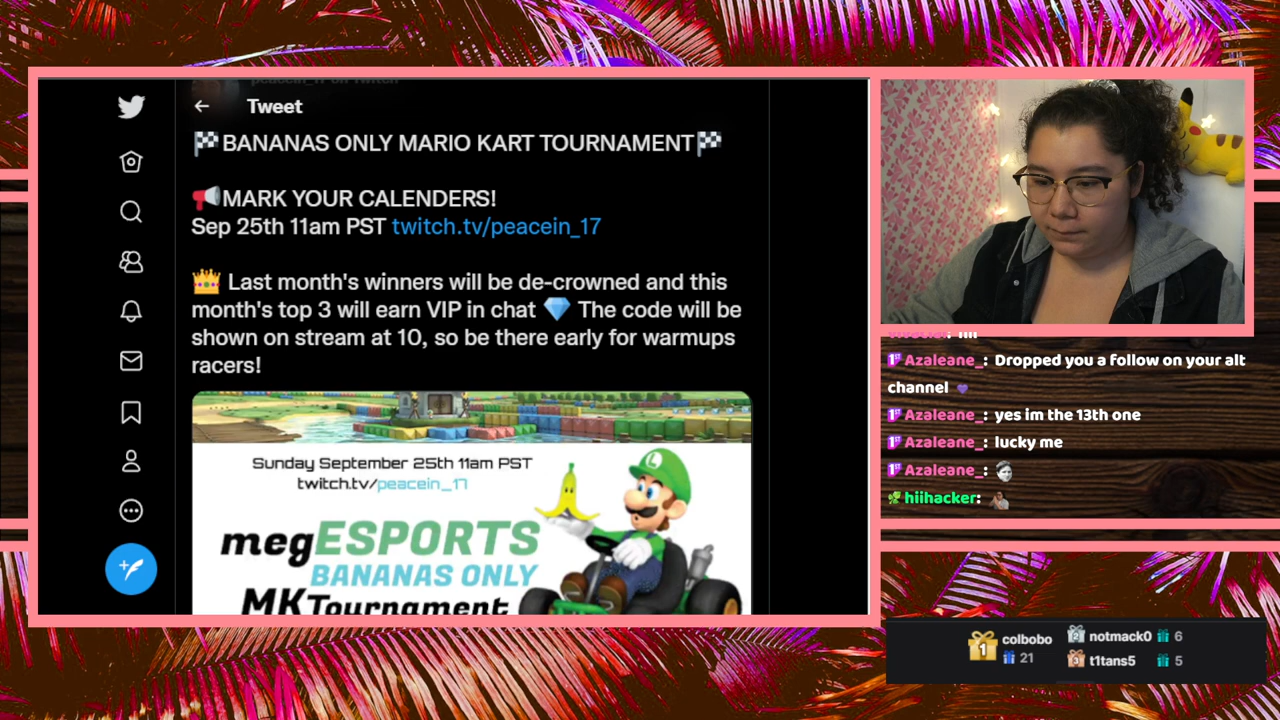 Tweet
BANANAS ONLY MARIO KART TOURNAMENT
MARK YOUR CALENDERS!
Sep 25th 11am PST twitch.tv/peacein_17
Last month's winners will be de-crowned and this
month's top 3 will earn VIP in chat 💎 The code will be
shown on stream at 10, so be there early for warmups
racers!
Sunday September 25th 11am PST
twitch.tv/peacein_17
megESPORTS
BANANAS ONLY
MKTournament
Azaleane_: Dropped you a follow on your alt
channel 💜
Azaleane_: yes im the 13th one
Azaleane_: lucky me
Azaleane_:
hiihacker:
1 colbobo
21
2 notmack0 6
3 t1tans5 5